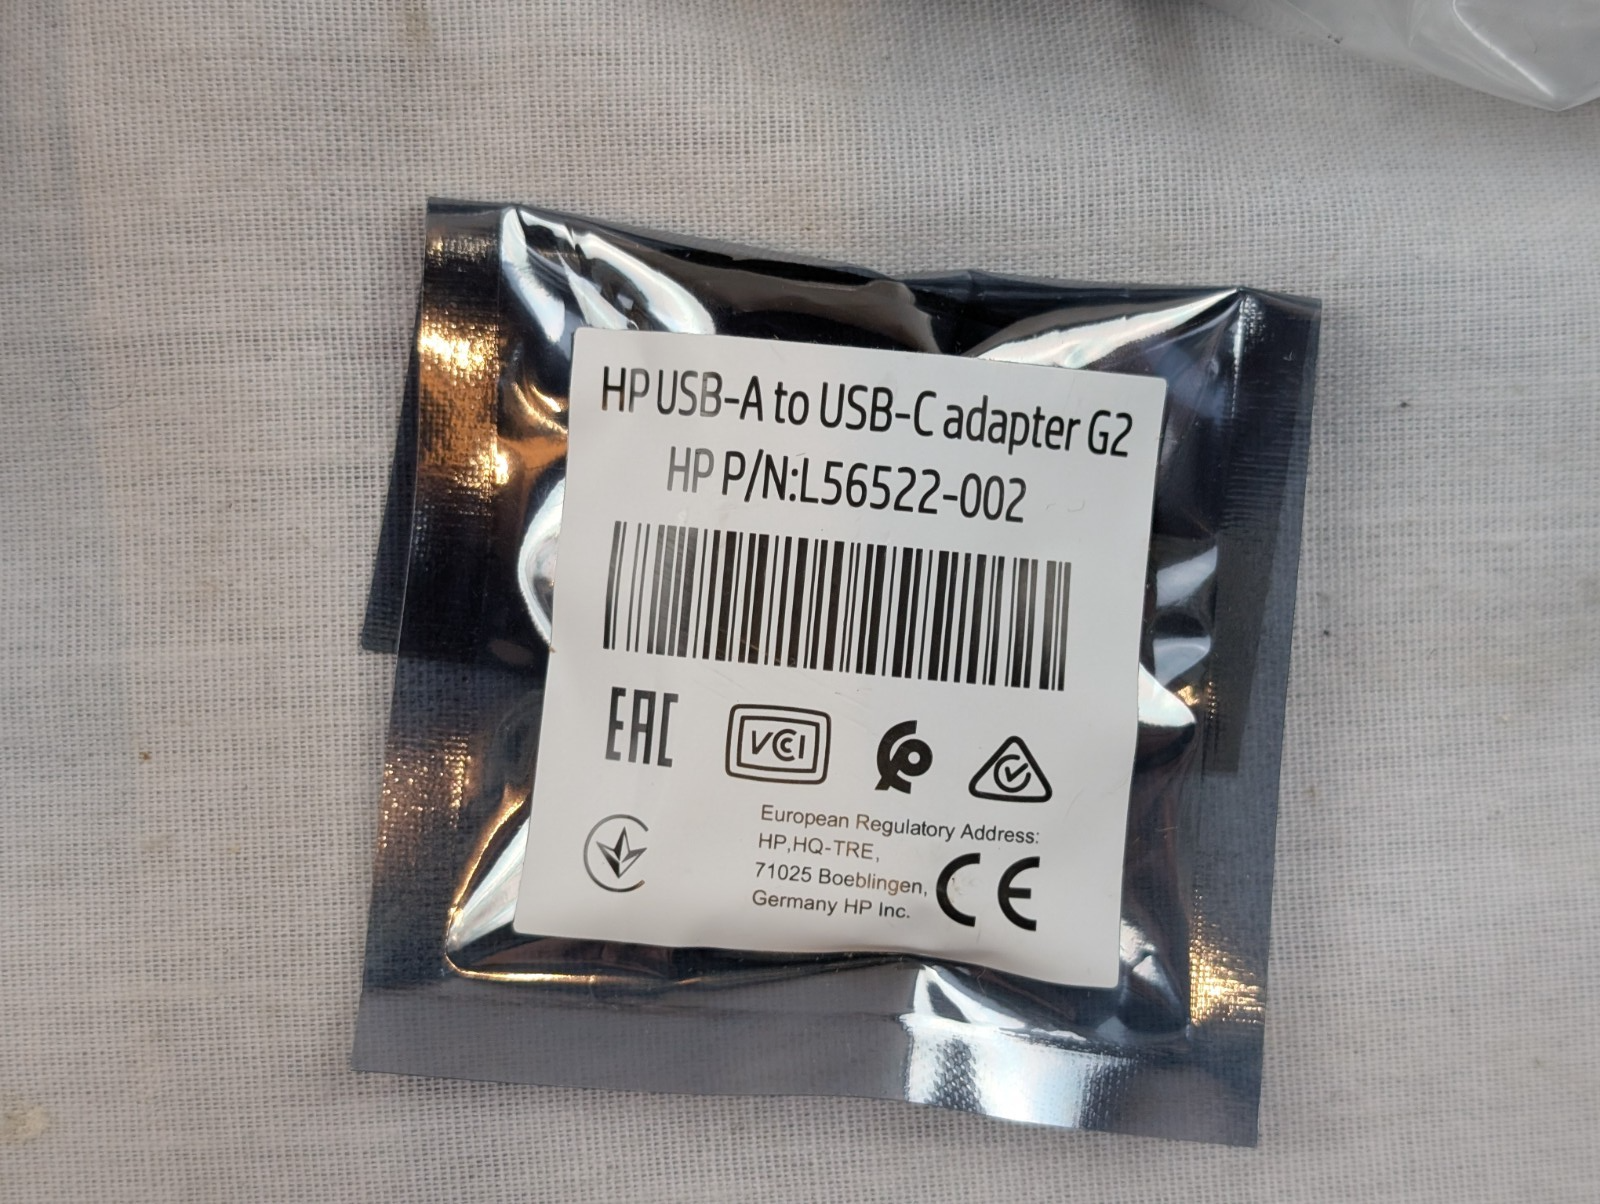 HP USB-A to USB-C adapter G2
HP P/N:L56522-002
EAC
VCI
European Regulatory Address:
HP,HQ-TRE,
71025 Boeblingen,
Germany HP Inc.
CE